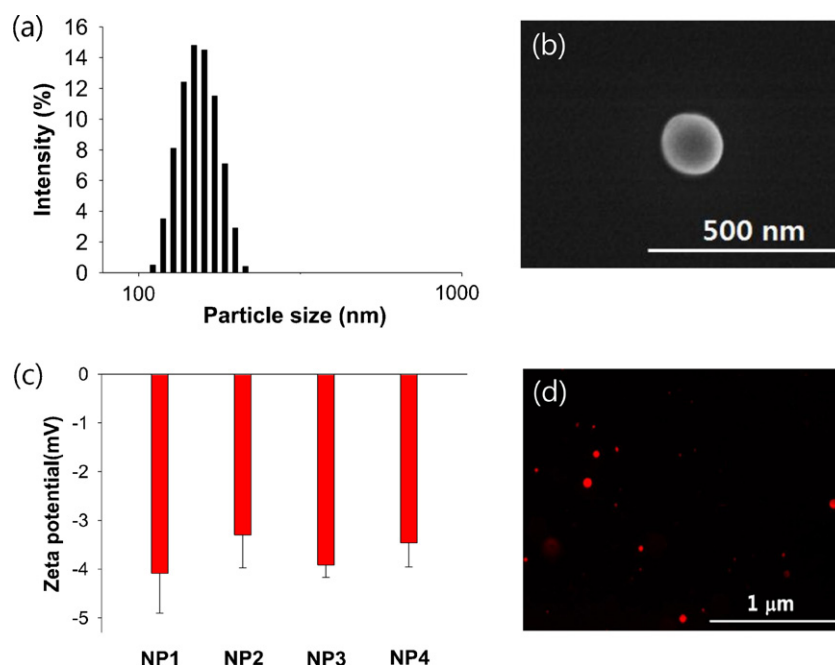 (a)
Intensity (%)
16
14
12
10
8
6
4
2
0
100
1000
Particle size (nm)
(b)
500 nm
(c)
Zeta potential(mV)
0
-1
-2
-3
-4
-5
NP1 NP2 NP3 NP4
(d)
1 μm